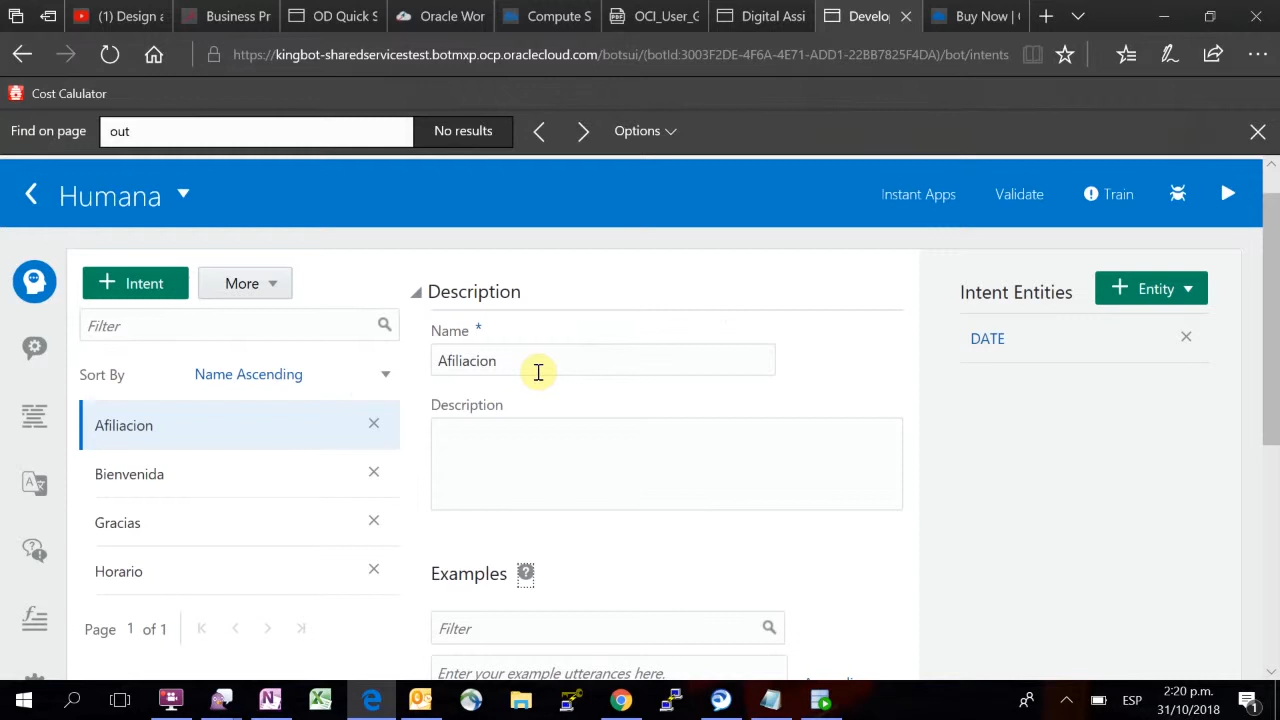 (1) Design a
Business Pr
OD Quick S
Oracle Wor
Compute S
OCI_User_G
Digital Assi
Develo
Buy Now | (
https://kingbot-sharedservicestest.botmxp.ocp.oraclecloud.com/botsui/(botId:3003F2DE-4F6A-4E71-ADD1-22BB7825F4DA)/bot/intents
Cost Calulator
Find on page
out
No results
Options
Humana
Instant Apps
Validate
Train
Intent
More
Filter
Sort By
Name Ascending
Afiliacion
Bienvenida
Gracias
Horario
Page 1 of 1
Description
Name *
Afiliacion
Description
Examples
Filter
Enter your example utterances here.
Intent Entities
Entity
DATE
ESP
2:20 p.m.
31/10/2018